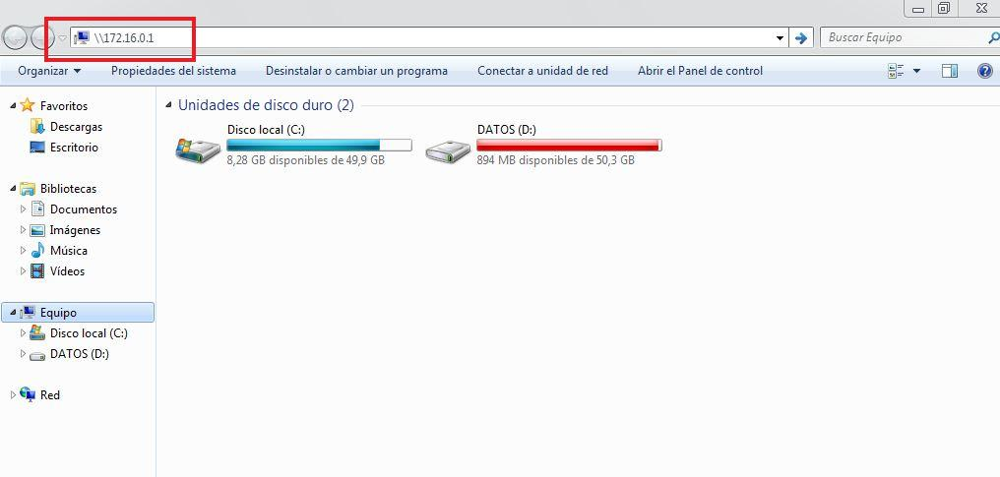 \\172.16.0.1
Buscar Equipo
Organizar Propiedades del sistema Desinstalar o cambiar un programa Conectar a unidad de red Abrir el Panel de control
Favoritos
Descargas
Escritorio
Bibliotecas
Documentos
Imágenes
Música
Vídeos
Equipo
Disco local (C:)
DATOS (D:)
Red
Unidades de disco duro (2)
Disco local (C:)
8,28 GB disponibles de 49,9 GB
DATOS (D:)
894 MB disponibles de 50,3 GB